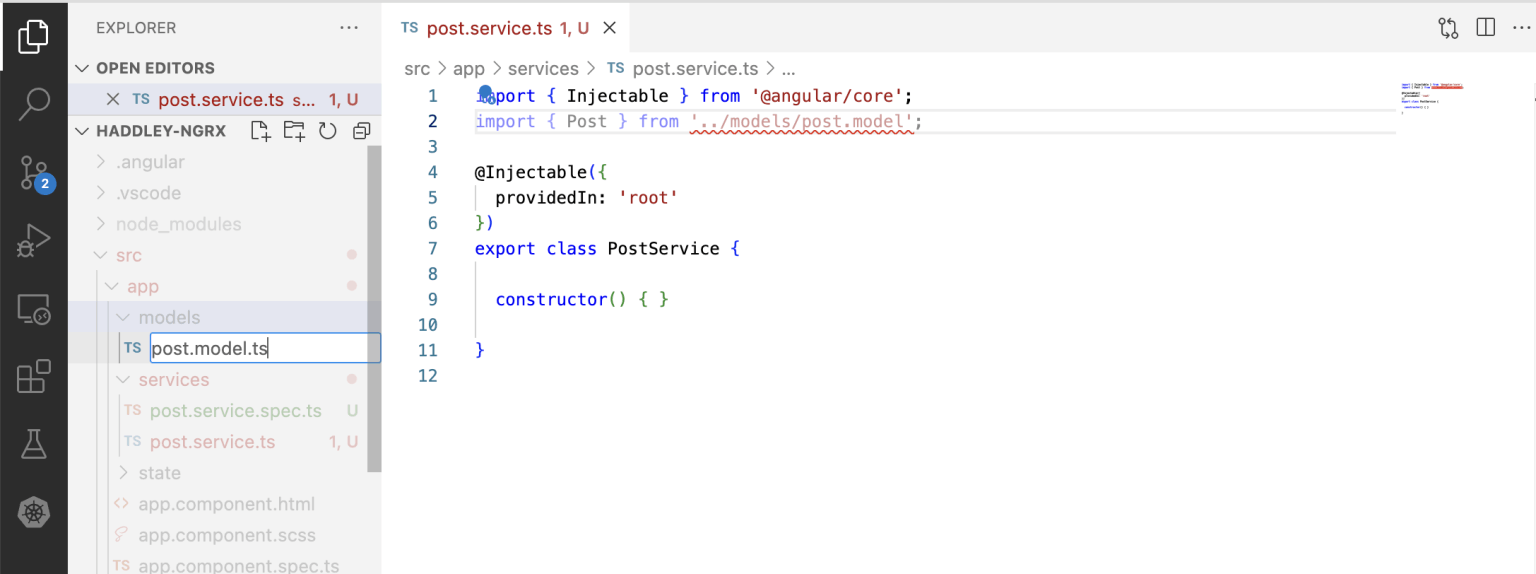 EXPLORER
OPEN EDITORS
TS post.service.ts s... 1, U
HADDLEY-NGRX
.angular
.vscode
node_modules
src
app
models
TS post.model.ts
services
TS post.service.spec.ts U
TS post.service.ts 1, U
state
<> app.component.html
app.component.scss
TS app.component.spec.ts
2
TS post.service.ts 1, U
src > app > services > TS post.service.ts > ...
1 import { Injectable } from '@angular/core';
2 import { Post } from '../models/post.model';
3
4 @Injectable({
5 providedIn: 'root'
6 })
7 export class PostService {
8
9 constructor() { }
10
11 }
12